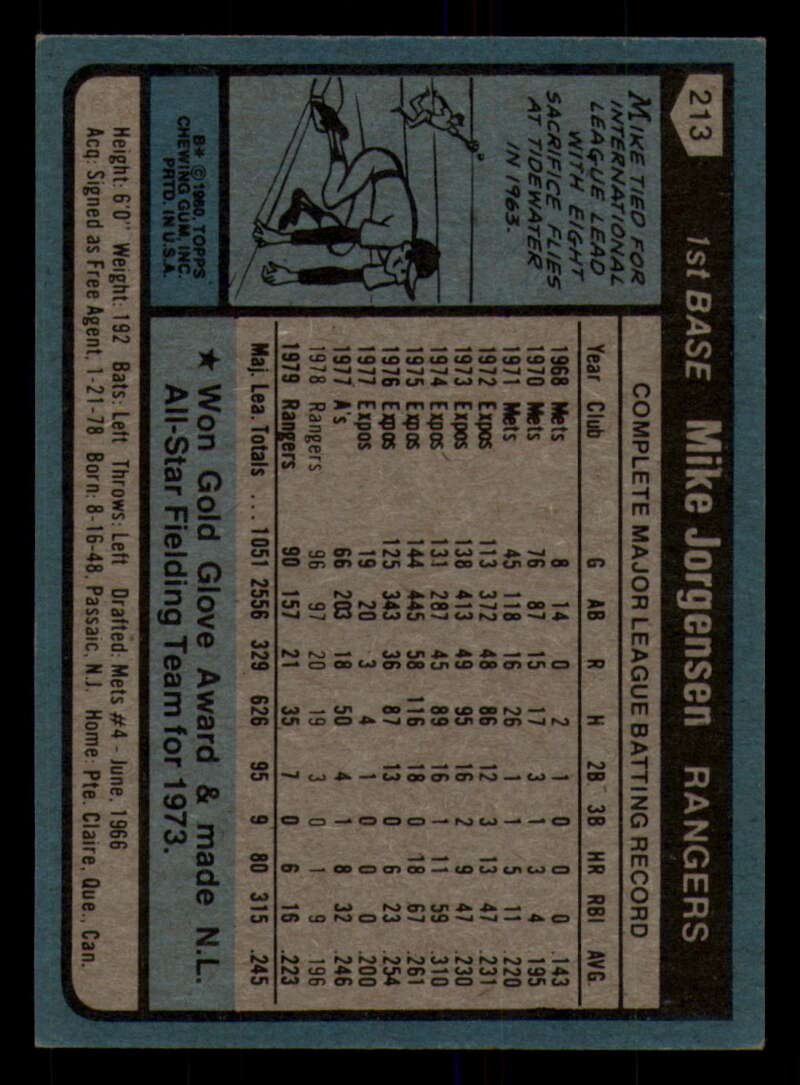 213 1st BASE Mike Jorgensen RANGERS
MIKE TIED FOR
INTERNATIONAL
LEAGUE LEAD
WITH EIGHT
SACRIFICE FLIES
AT TIDEWATER
IN 1963.
B* © 1980, TOPPS
CHEWING GUM, INC.
PRTD. IN U.S.A.
COMPLETE MAJOR LEAGUE BATTING RECORD
Year Club G AB R H 2B 3B HR RBI AVG
1968 Mets 8 14 0 2 1 0 0 0 .143
1970 Mets 76 87 15 17 3 1 3 4 .195
1971 Mets 45 118 16 26 1 1 5 11 .220
1972 Expos 113 372 48 86 12 3 13 47 .231
1973 Expos 138 413 49 95 16 2 9 47 .230
1974 Expos 131 287 45 89 16 1 11 59 .310
1975 Expos 144 445 58 116 18 0 18 67 .261
1976 Expos 125 343 36 87 13 0 6 23 .254
1977 Expos 19 20 3 4 1 0 0 0 .200
1977 A's 66 203 18 50 4 1 8 32 .246
1978 Rangers 96 97 20 19 3 0 1 9 .196
1979 Rangers 90 157 21 35 7 0 6 16 .223
Maj. Lea. Totals ... 1051 2556 329 626 95 9 80 315 .245
★ Won Gold Glove Award & made N.L.
All-Star Fielding Team for 1973.
Height: 6'0" Weight: 192 Bats: Left Throws: Left Drafted: Mets #4 - June, 1966
Acq: Signed as Free Agent, 1-21-78 Born: 8-16-48, Passaic, N.J. Home: Pte. Claire, Que., Can.